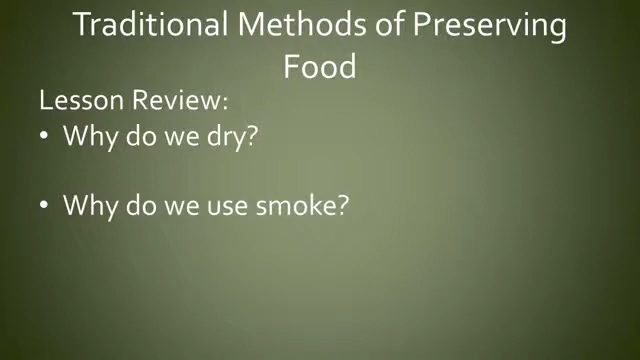 Traditional Methods of Preserving
Food
Lesson Review:
• Why do we dry?
• Why do we use smoke?